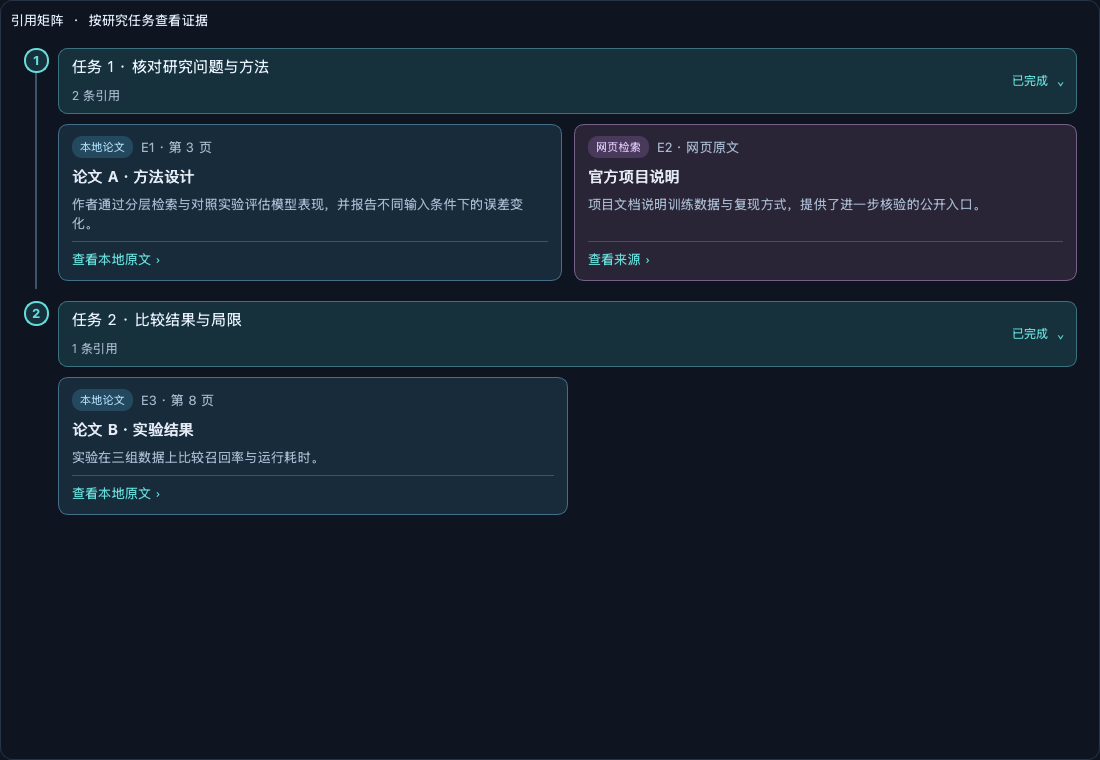 引用矩阵 · 按研究任务查看证据
1
任务 1 · 核对研究问题与方法
2 条引用
已完成 ⌄
本地论文 E1 · 第 3 页
论文 A · 方法设计
作者通过分层检索与对照实验评估模型表现，并报告不同输入条件下的误差变
化。
查看本地原文 ›
网页检索 E2 · 网页原文
官方项目说明
项目文档说明训练数据与复现方式，提供了进一步核验的公开入口。
查看来源 ›
2
任务 2 · 比较结果与局限
1 条引用
已完成 ⌄
本地论文 E3 · 第 8 页
论文 B · 实验结果
实验在三组数据上比较召回率与运行耗时。
查看本地原文 ›